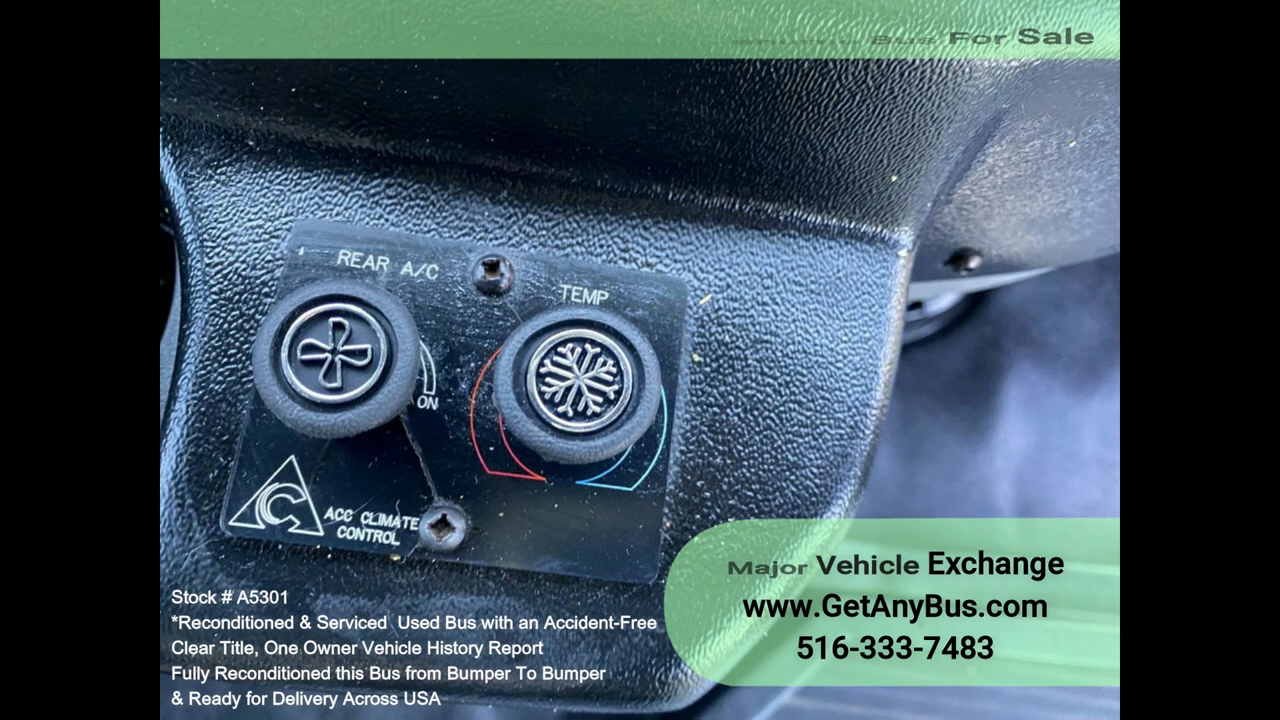 Bus For Sale
REAR A/C
TEMP
ON
ACC CLIMATE
CONTROL
Major Vehicle Exchange
www.GetAnyBus.com
516-333-7483
Stock # A5301
*Reconditioned & Serviced Used Bus with an Accident-Free
Clear Title, One Owner Vehicle History Report
Fully Reconditioned this Bus from Bumper To Bumper
& Ready for Delivery Across USA